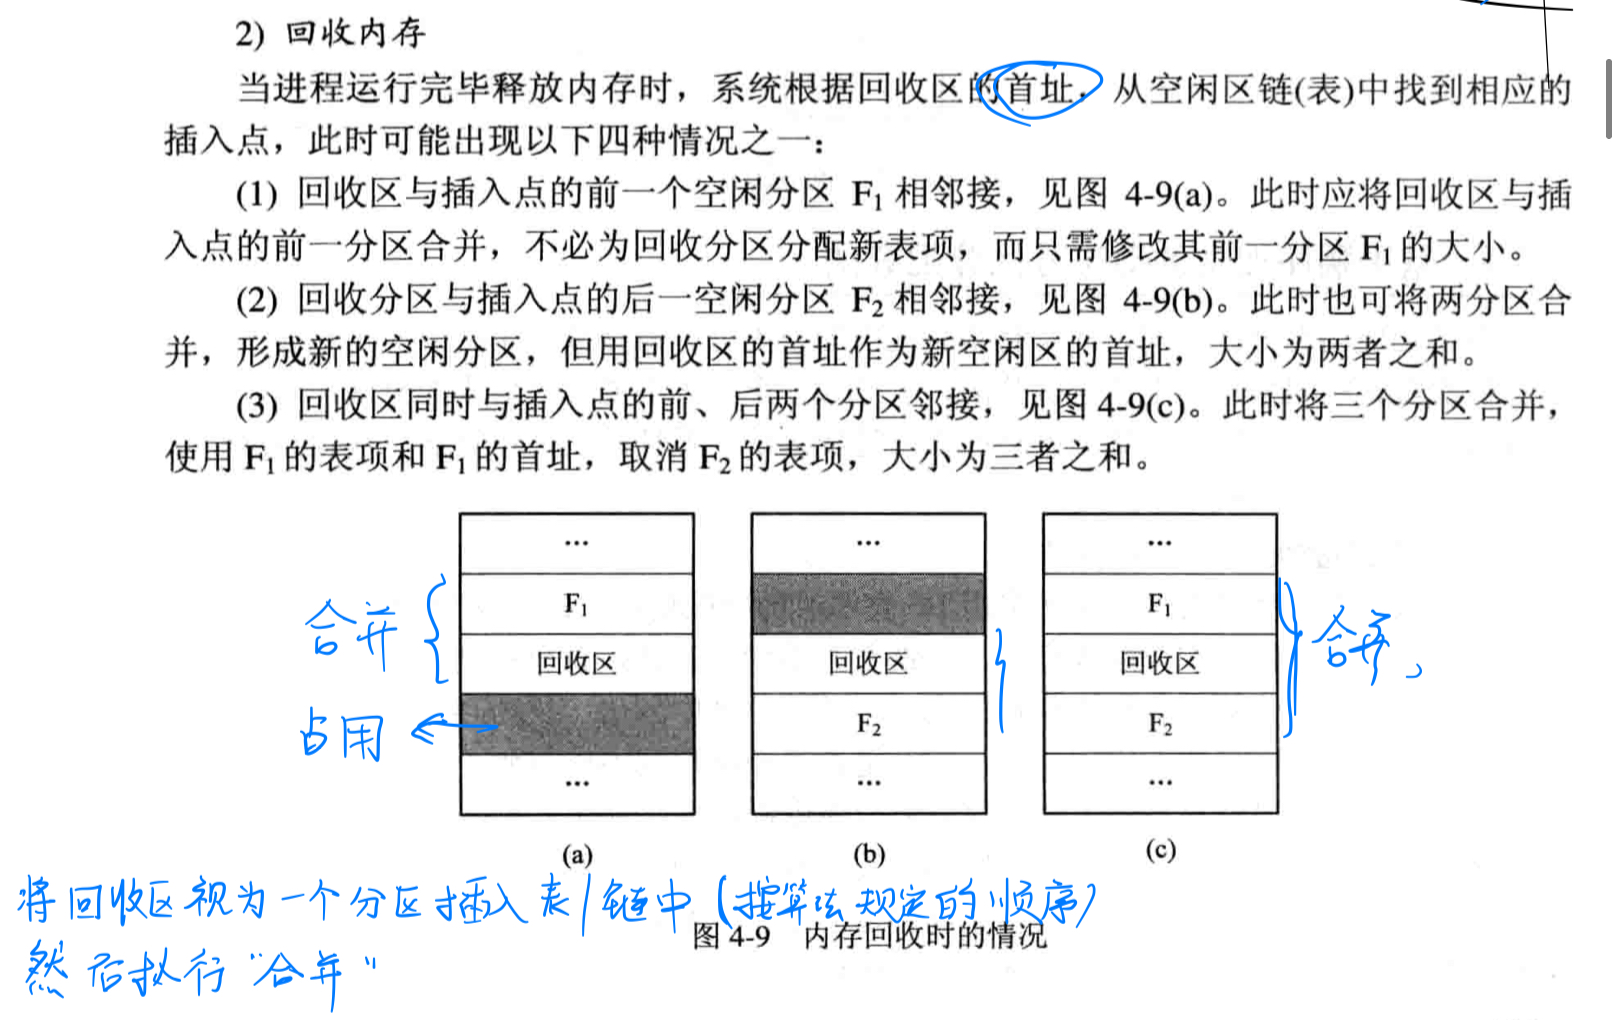 2) 回收内存
当进程运行完毕释放内存时，系统根据回收区的首址，从空闲区链(表)中找到相应的
插入点，此时可能出现以下四种情况之一：
(1) 回收区与插入点的前一个空闲分区 F₁ 相邻接，见图 4-9(a)。此时应将回收区与插
入点的前一分区合并，不必为回收分区分配新表项，而只需修改其前一分区 F₁ 的大小。
(2) 回收分区与插入点的后一空闲分区 F₂ 相邻接，见图 4-9(b)。此时也可将两分区合
并，形成新的空闲分区，但用回收区的首址作为新空闲区的首址，大小为两者之和。
(3) 回收区同时与插入点的前、后两个分区邻接，见图 4-9(c)。此时将三个分区合并，
使用 F₁ 的表项和 F₁ 的首址，取消 F₂ 的表项，大小为三者之和。
… … …
合并 F₁ F₁ 合并
回收区 回收区 回收区
占用 F₂ F₂
… … …
(a) (b) (c)
将回收区视为一个分区插入表/链中（按算法规定的顺序）
图 4-9 内存回收时的情况
然后执行“合并”